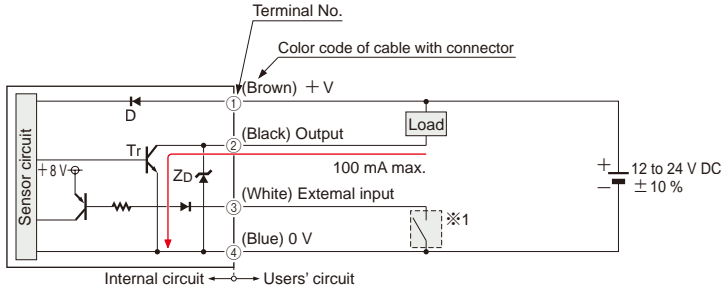 Terminal No.
Color code of cable with connector
(Brown) ＋V
①
D
Load
(Black) Output
②
Tr
ZD
100 mA max.
＋8 V
Sensor circuit
＋
－
12 to 24 V DC
±10 %
(White) External input
③
※1
(Blue) 0 V
④
Internal circuit
Users' circuit